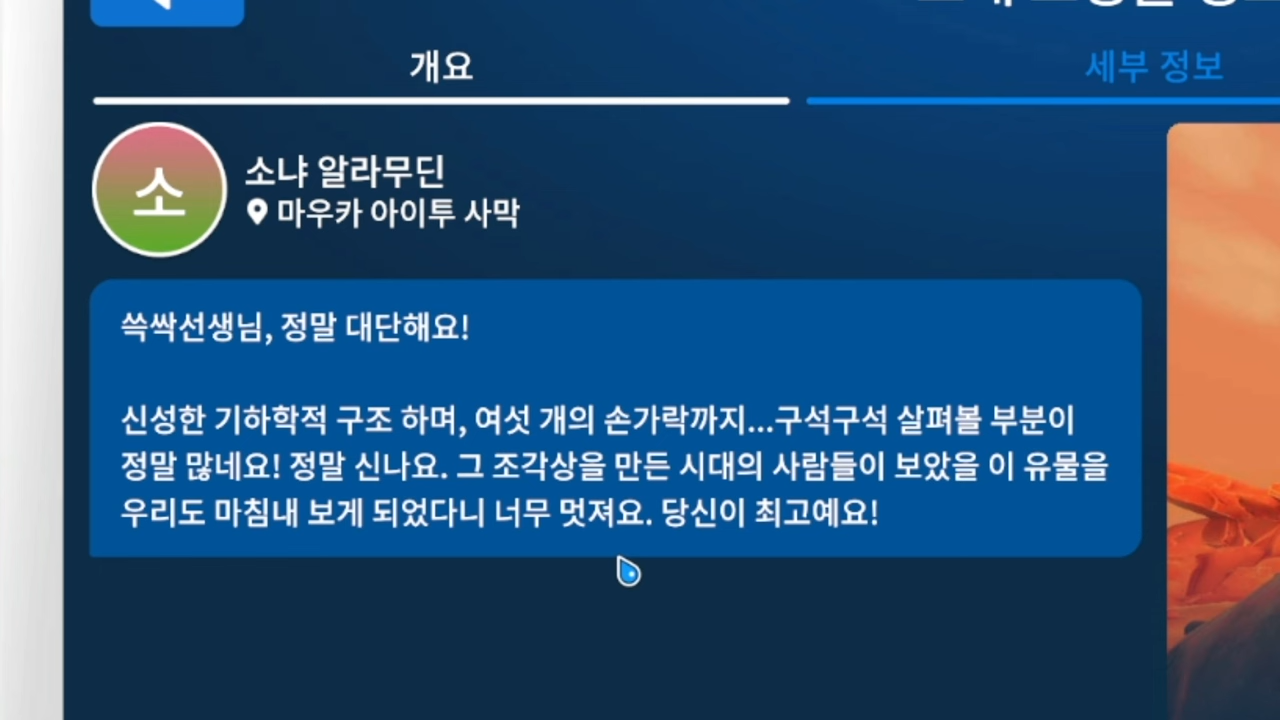 개요
세부 정보
소
소냐 알라무딘
마우카 아이투 사막
쓱싹선생님, 정말 대단해요!
신성한 기하학적 구조 하며, 여섯 개의 손가락까지...구석구석 살펴볼 부분이
정말 많네요! 정말 신나요. 그 조각상을 만든 시대의 사람들이 보았을 이 유물을
우리도 마침내 보게 되었다니 너무 멋져요. 당신이 최고예요!